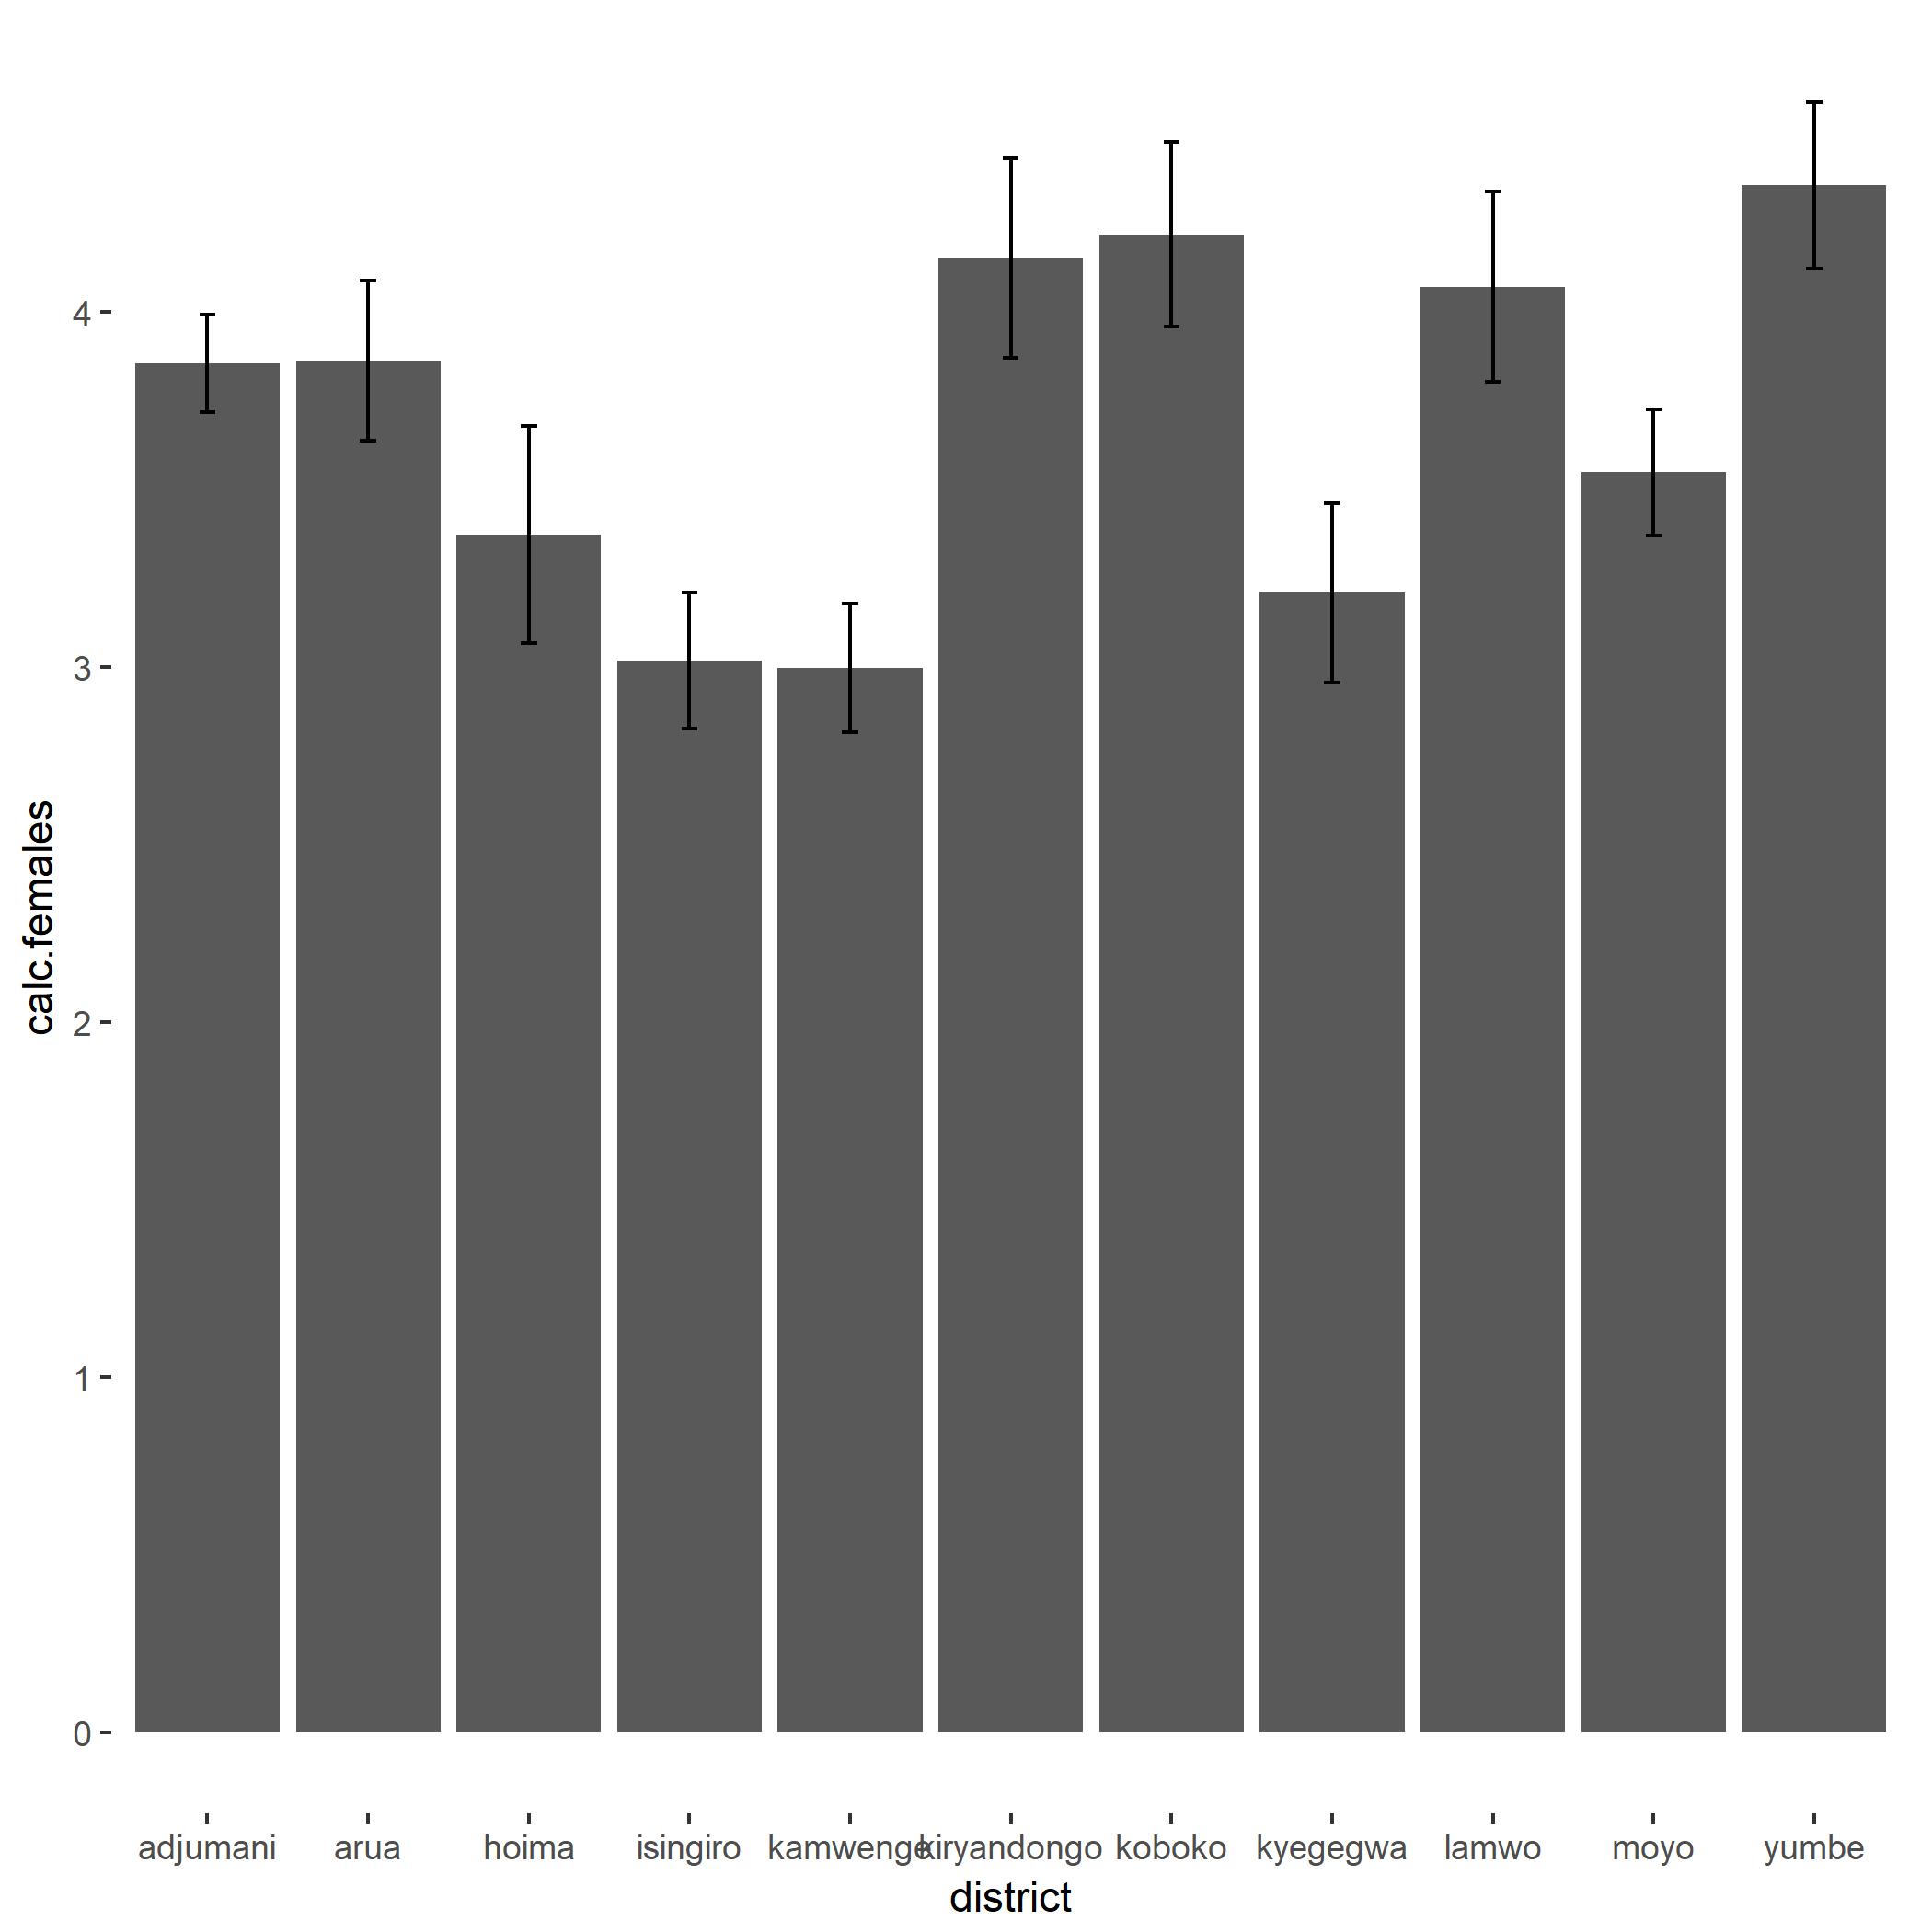 calc.females
4
3
2
1
0
adjumani arua hoima isingiro kamwenge kiryandongo koboko kyegegwa lamwo moyo yumbe
district